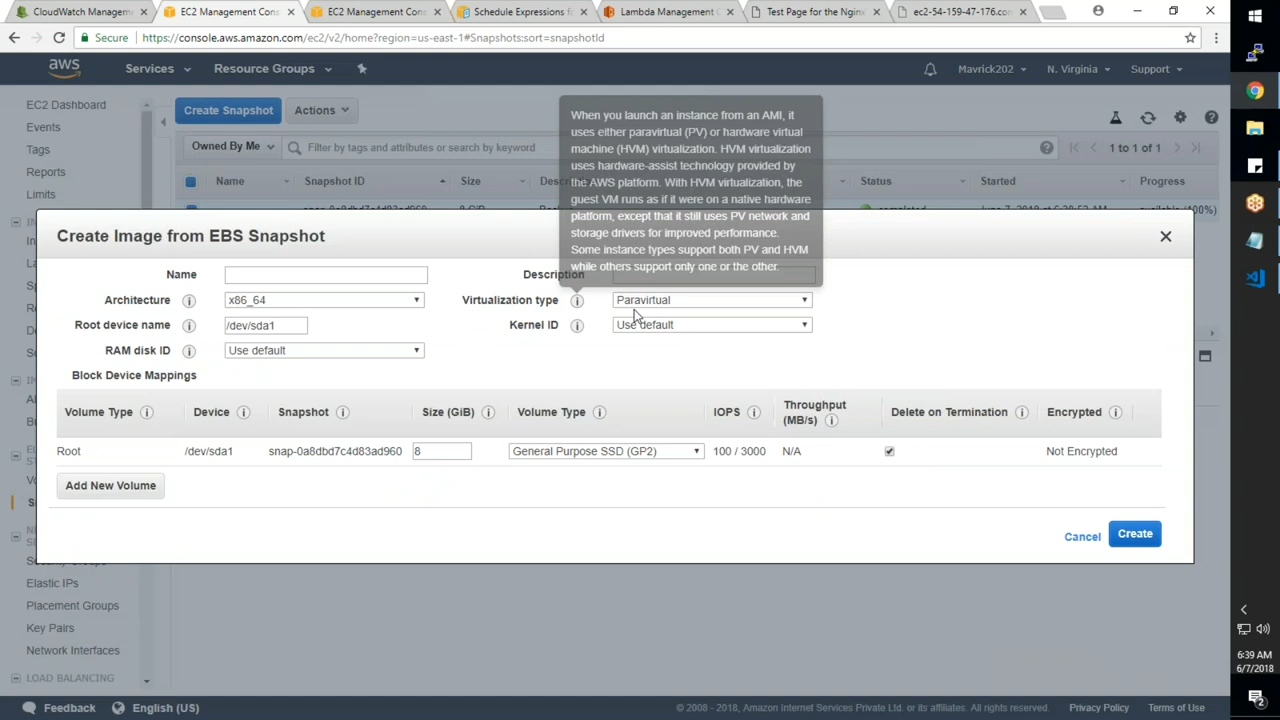 CloudWatch Manageme
EC2 Management Cons
EC2 Management Cons
Schedule Expressions fo
Lambda Management C
Test Page for the Nginx
ec2-54-159-47-176.com
Secure
https://console.aws.amazon.com/ec2/v2/home?region=us-east-1#Snapshots:sort=snapshotId
aws
Services
Resource Groups
Mavrick202
N. Virginia
Support
EC2 Dashboard
Events
Tags
Reports
Limits
Create Snapshot
Actions
Owned By Me
Filter by tags and attributes or search by keyword
1 to 1 of 1
Name
Snapshot ID
Size
Status
Started
Progress
When you launch an instance from an AMI, it
uses either paravirtual (PV) or hardware virtual
machine (HVM) virtualization. HVM virtualization
uses hardware-assist technology provided by
the AWS platform. With HVM virtualization, the
guest VM runs as if it were on a native hardware
platform, except that it still uses PV network and
storage drivers for improved performance.
Some instance types support both PV and HVM
while others support only one or the other.
Create Image from EBS Snapshot
Name
Description
Architecture
x86_64
Virtualization type
Paravirtual
Root device name
/dev/sda1
Kernel ID
Use default
RAM disk ID
Use default
Block Device Mappings
Volume Type
Device
Snapshot
Size (GiB)
Volume Type
IOPS
Throughput
(MB/s)
Delete on Termination
Encrypted
Root
/dev/sda1
snap-0a8dbd7c4d83ad960
8
General Purpose SSD (GP2)
100 / 3000
N/A
Not Encrypted
Add New Volume
Cancel
Create
Elastic IPs
Placement Groups
Key Pairs
Network Interfaces
LOAD BALANCING
Feedback
English (US)
© 2008 - 2018, Amazon Internet Services Private Ltd. or its affiliates. All rights reserved.
Privacy Policy
Terms of Use
6:39 AM
6/7/2018
2